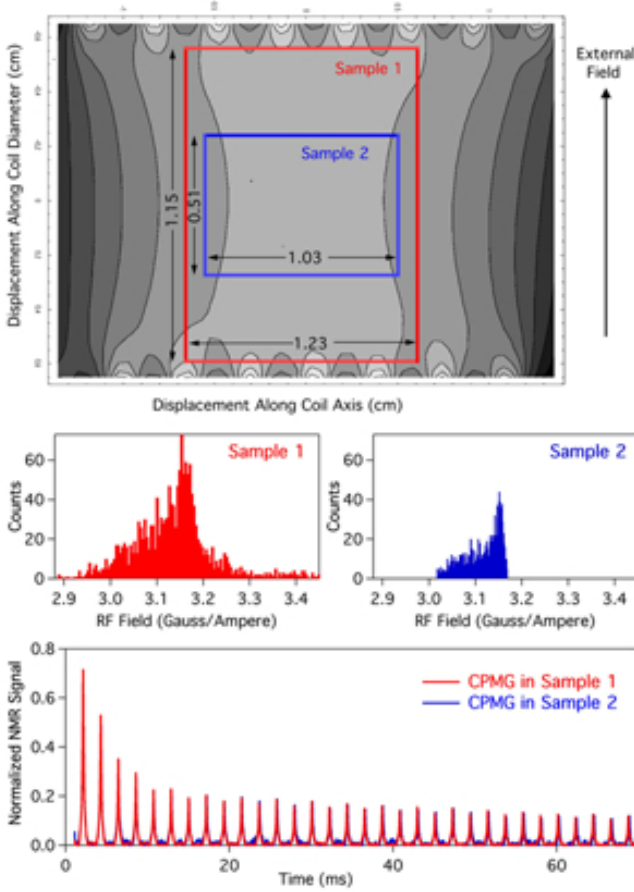 Displacement Along Coil Diameter (cm)
Sample 1
Sample 2
External
Field
1.15
0.51
1.03
1.23
Displacement Along Coil Axis (cm)
Counts
60
40
20
0
Sample 1
2.9 3.0 3.1 3.2 3.3 3.4
RF Field (Gauss/Ampere)
Counts
60
40
20
0
Sample 2
2.9 3.0 3.1 3.2 3.3 3.4
RF Field (Gauss/Ampere)
Normalized NMR Signal
0.8
0.6
0.4
0.2
0.0
CPMG in Sample 1
CPMG in Sample 2
0 20 40 60
Time (ms)